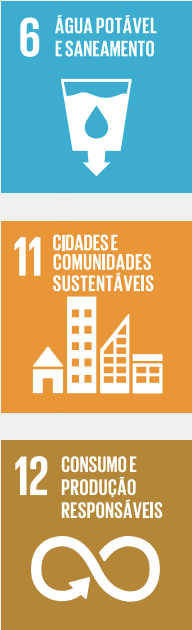 6 ÁGUA POTÁVEL
E SANEAMENTO
11 CIDADES E
COMUNIDADES
SUSTENTÁVEIS
12 CONSUMO E
PRODUÇÃO
RESPONSÁVEIS